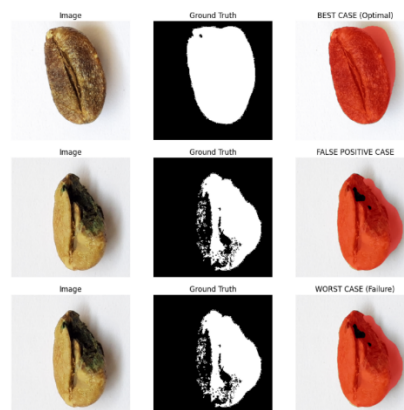 Image Ground Truth BEST CASE (Optimal)
Image Ground Truth FALSE POSITIVE CASE
Image Ground Truth WORST CASE (Failure)